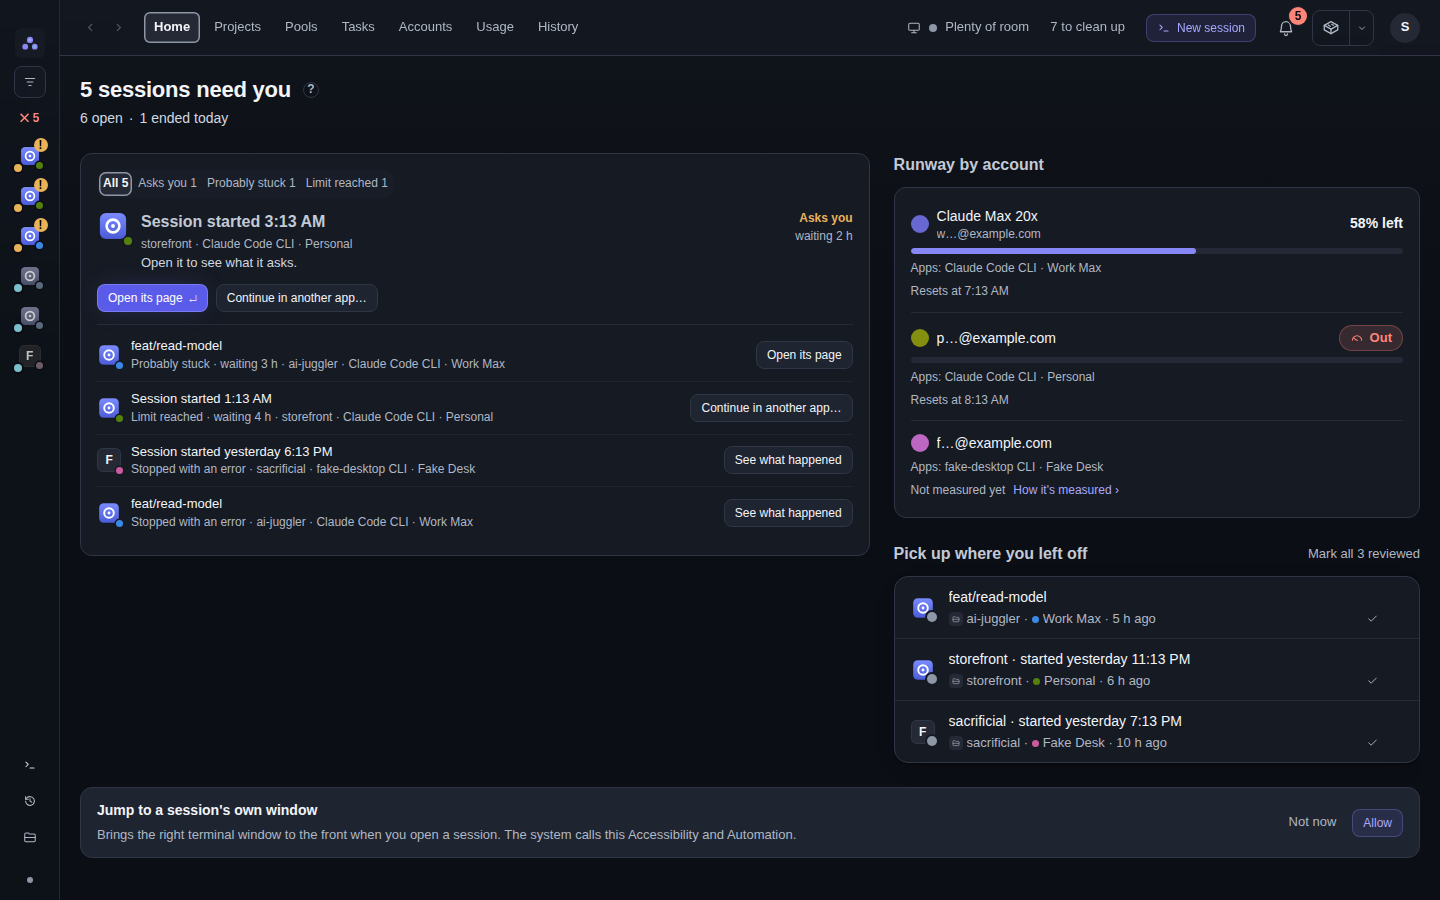 Home Projects Pools Tasks Accounts Usage History
Plenty of room 7 to clean up New session 5 S
5 sessions need you ?
6 open · 1 ended today
5
!
!
!
F
All 5 Asks you 1 Probably stuck 1 Limit reached 1
Session started 3:13 AM
storefront · Claude Code CLI · Personal
Open it to see what it asks.
Asks you
waiting 2 h
Open its page Continue in another app…
feat/read-model
Probably stuck · waiting 3 h · ai-juggler · Claude Code CLI · Work Max
Open its page
Session started 1:13 AM
Limit reached · waiting 4 h · storefront · Claude Code CLI · Personal
Continue in another app…
F
Session started yesterday 6:13 PM
Stopped with an error · sacrificial · fake-desktop CLI · Fake Desk
See what happened
feat/read-model
Stopped with an error · ai-juggler · Claude Code CLI · Work Max
See what happened
Runway by account
Claude Max 20x
w…@example.com
58% left
Apps: Claude Code CLI · Work Max
Resets at 7:13 AM
p…@example.com
Out
Apps: Claude Code CLI · Personal
Resets at 8:13 AM
f…@example.com
Apps: fake-desktop CLI · Fake Desk
Not measured yet How it's measured ›
Pick up where you left off
Mark all 3 reviewed
feat/read-model
ai-juggler · Work Max · 5 h ago
storefront · started yesterday 11:13 PM
storefront · Personal · 6 h ago
F
sacrificial · started yesterday 7:13 PM
sacrificial · Fake Desk · 10 h ago
Jump to a session's own window
Brings the right terminal window to the front when you open a session. The system calls this Accessibility and Automation.
Not now Allow